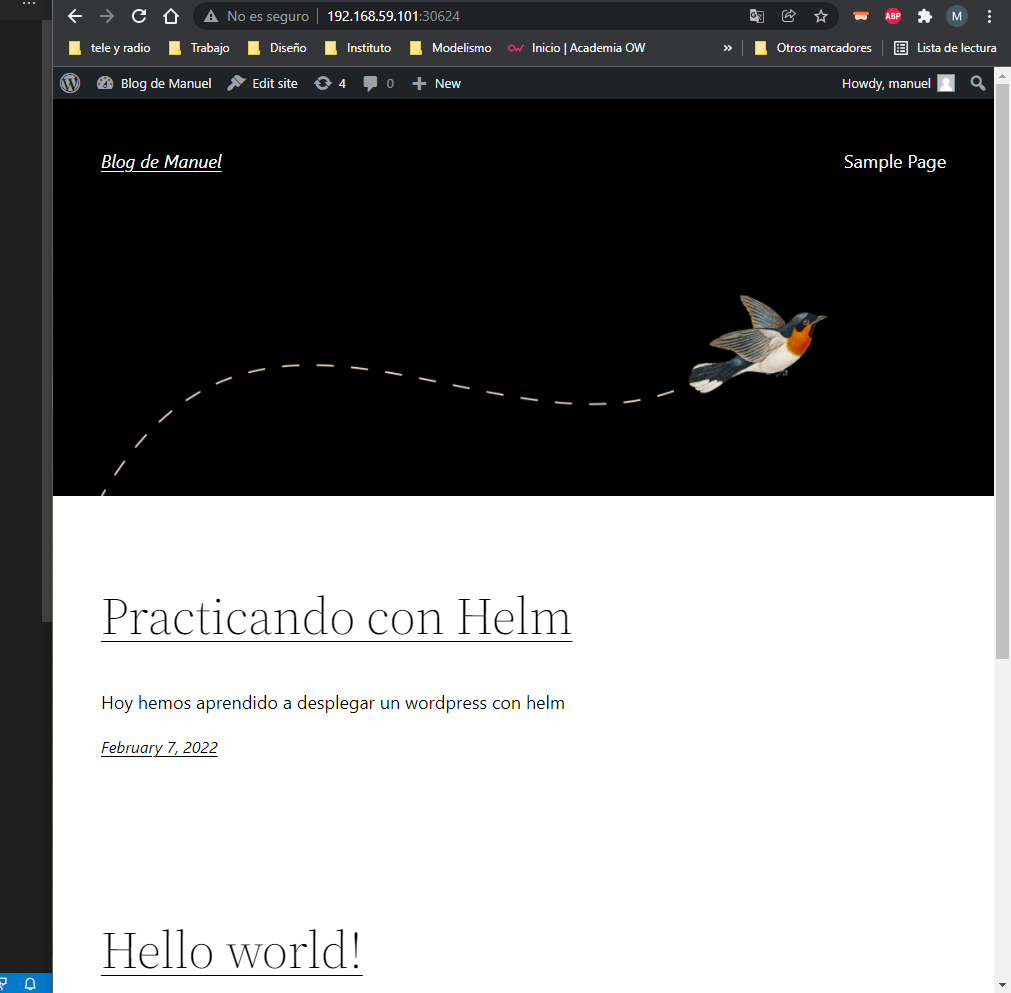 No es seguro 192.168.59.101:30624 M
tele y radio Trabajo Diseño Instituto Modelismo Inicio | Academia OW » Otros marcadores Lista de lectura
Blog de Manuel Edit site 4 0 New Howdy, manuel
Blog de Manuel Sample Page
Practicando con Helm
Hoy hemos aprendido a desplegar un wordpress con helm
February 7, 2022
Hello world!